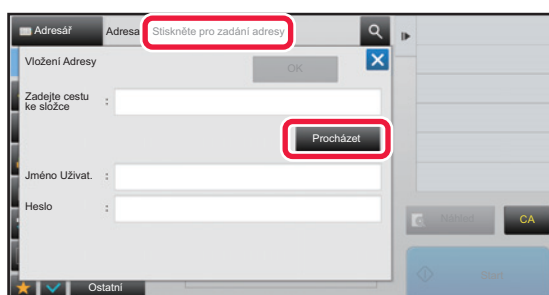 Adresář
Adresa
Stiskněte pro zadání adresy
Vložení Adresy
OK
Zadejte cestu
ke složce :
Procházet
Jméno Uživat. :
Heslo :
Náhled
CA
Start
Ostatní